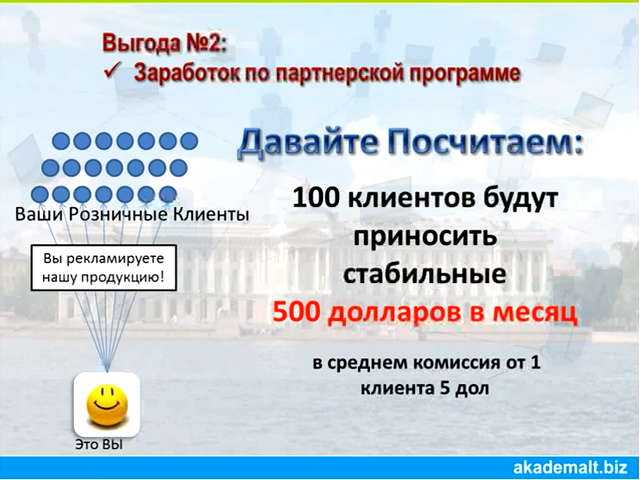 Выгода №2:
✓ Заработок по партнерской программе
Давайте Посчитаем:
Ваши Розничные Клиенты
Вы рекламируете
нашу продукцию!
Это ВЫ
100 клиентов будут
приносить
стабильные
500 долларов в месяц
в среднем комиссия от 1
клиента 5 дол
akademalt.biz